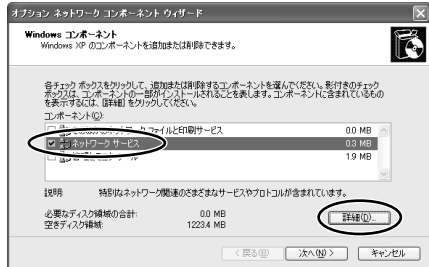 オプション ネットワーク コンポーネント ウィザード
Windows コンポーネント
Windows XP のコンポーネントを追加または削除できます。
各チェック ボックスをクリックして、追加または削除するコンポーネントを選んでください。影付きのチェック
ボックスは、コンポーネントの一部がインストールされることを表します。コンポーネントに含まれているもの
を表示するには、[詳細] をクリックしてください。
コンポーネント(C):
ネットワーク ファイルと印刷サービス 0.0 MB
ネットワーク サービス 0.3 MB
1.9 MB
説明: 特別なネットワーク関連のさまざまなサービスやプロトコルが含まれています。
必要なディスク領域の合計: 0.0 MB
空きディスク領域: 1223.4 MB
詳細(D)...
< 戻る(B)
次へ(N) >
キャンセル